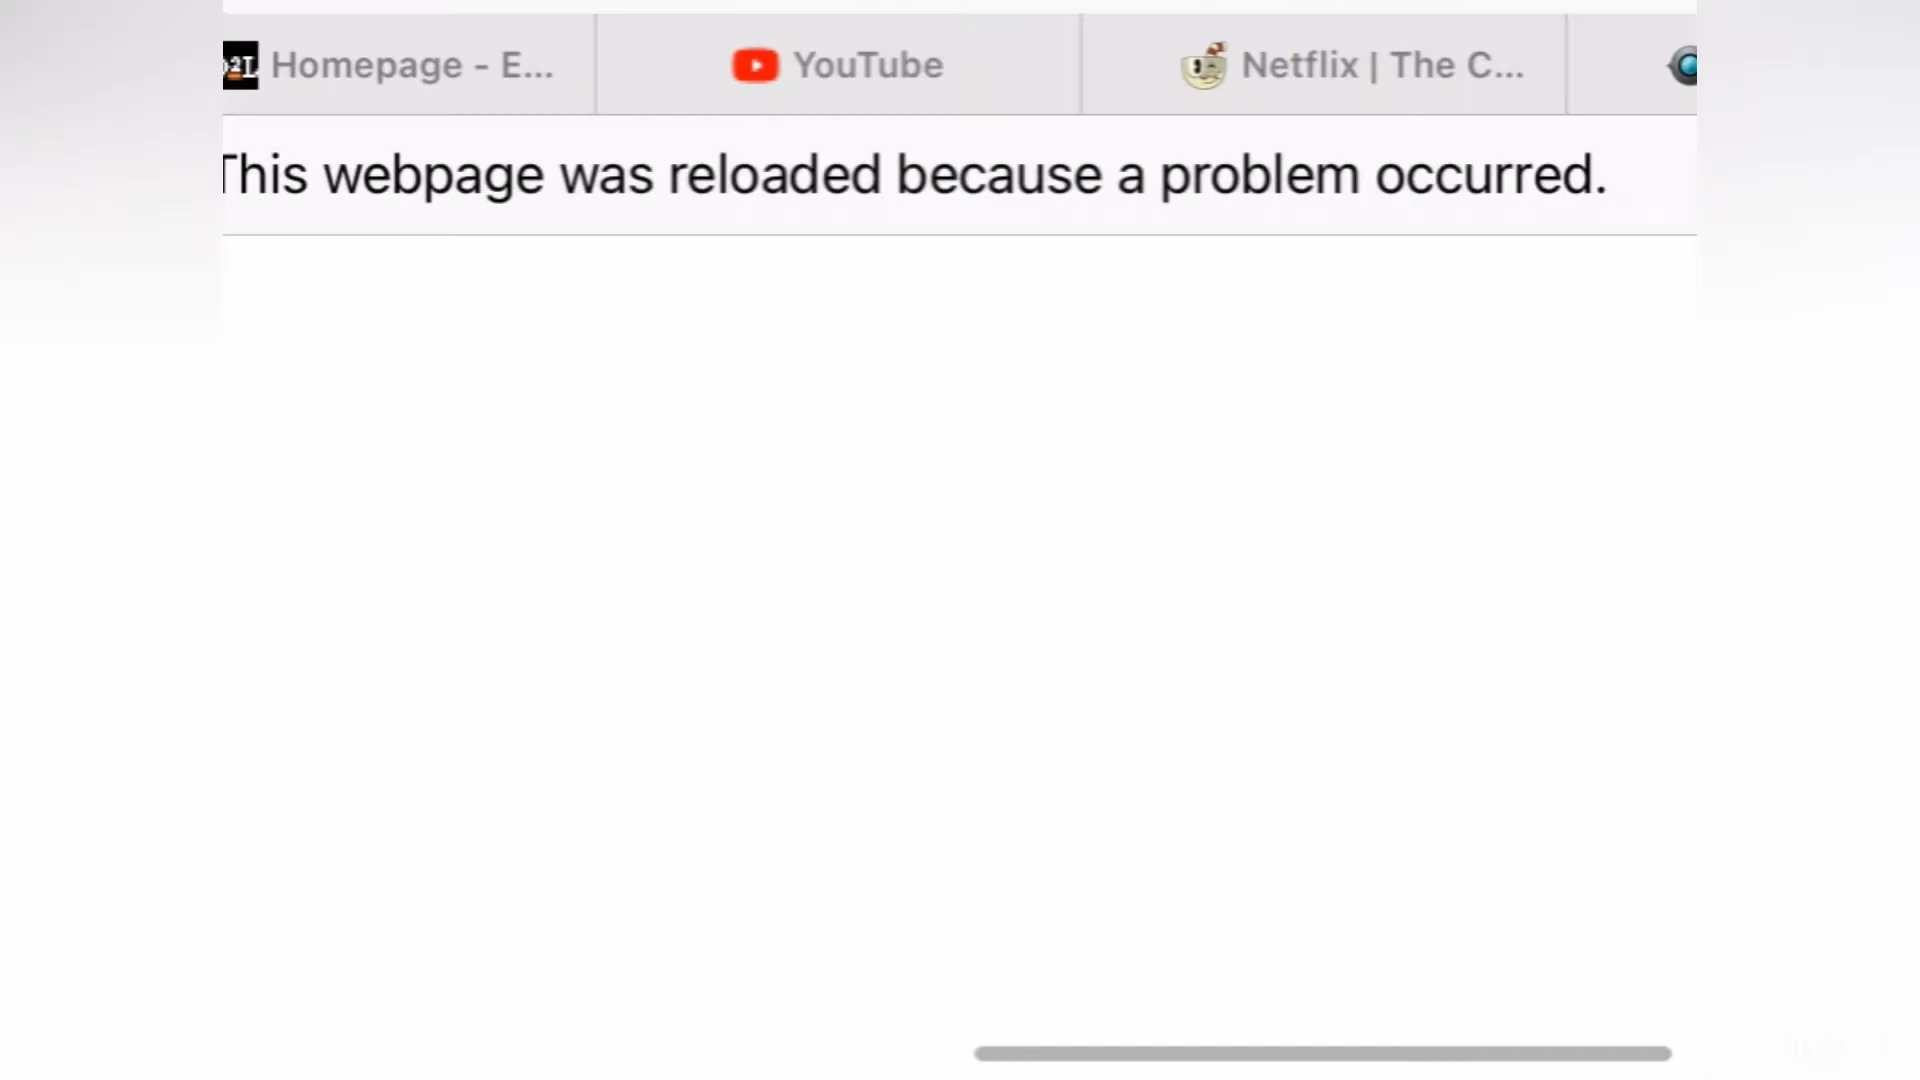 Homepage - E...
YouTube
Netflix | The C...
This webpage was reloaded because a problem occurred.